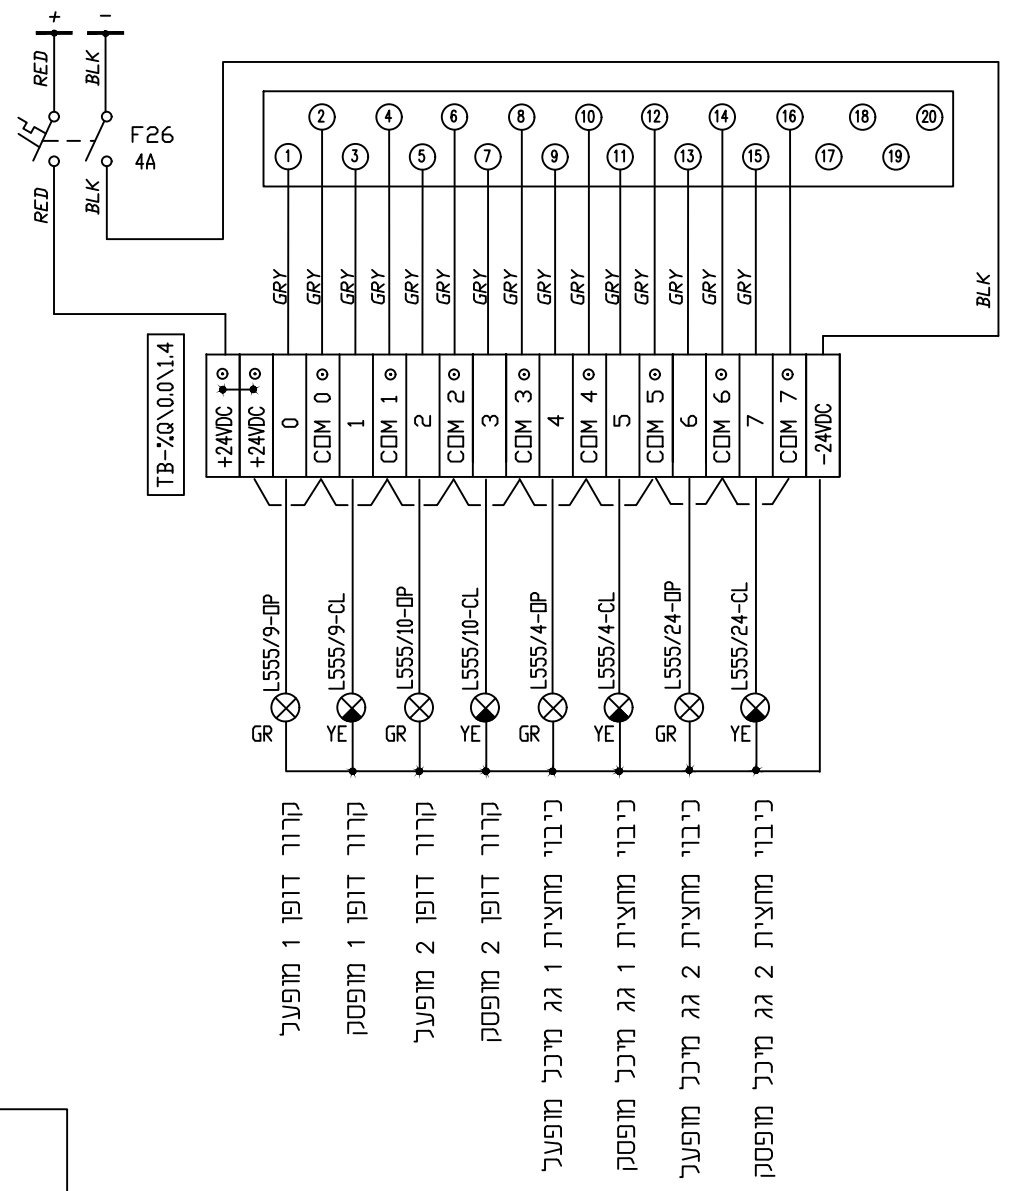 + -
RED BLK
F26
4A
RED BLK
2 4 6 8 10 12 14 16 18 20
1 3 5 7 9 11 13 15 17 19
GRY GRY GRY GRY GRY GRY GRY GRY GRY GRY GRY GRY GRY GRY GRY
BLK
TB-%Q\0.0\1.4
+24VDC
+24VDC
0
COM 0
1
COM 1
2
COM 2
3
COM 3
4
COM 4
5
COM 5
6
COM 6
7
COM 7
-24VDC
L555/9-OP
L555/9-CL
L555/10-OP
L555/10-CL
L555/4-OP
L555/4-CL
L555/24-OP
L555/24-CL
GR YE GR YE GR YE GR YE
קרור דופן 1 מופעל
קרור דופן 1 מופסק
קרור דופן 2 מופעל
קרור דופן 2 מופסק
כיבוי מחצית 1 גג מיכל מופעל
כיבוי מחצית 1 גג מיכל מופסק
כיבוי מחצית 2 גג מיכל מופעל
כיבוי מחצית 2 גג מיכל מופסק